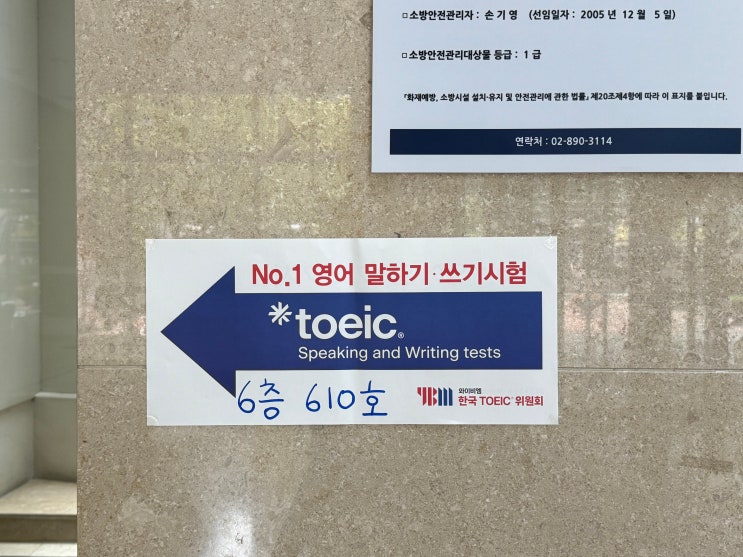 □ 소방안전관리자 : 손 기 영 (선임일자 : 2005 년 12 월 5 일)
□ 소방안전관리대상물 등급 : 1 급
「화재예방, 소방시설 설치·유지 및 안전관리에 관한 법률」 제20조제4항에 따라 이 표지를 붙입니다.
연락처 : 02-890-3114
No.1 영어 말하기·쓰기시험
*toeic®
Speaking and Writing tests
6층 610호
YBM 와이비엠
한국 TOEIC 위원회